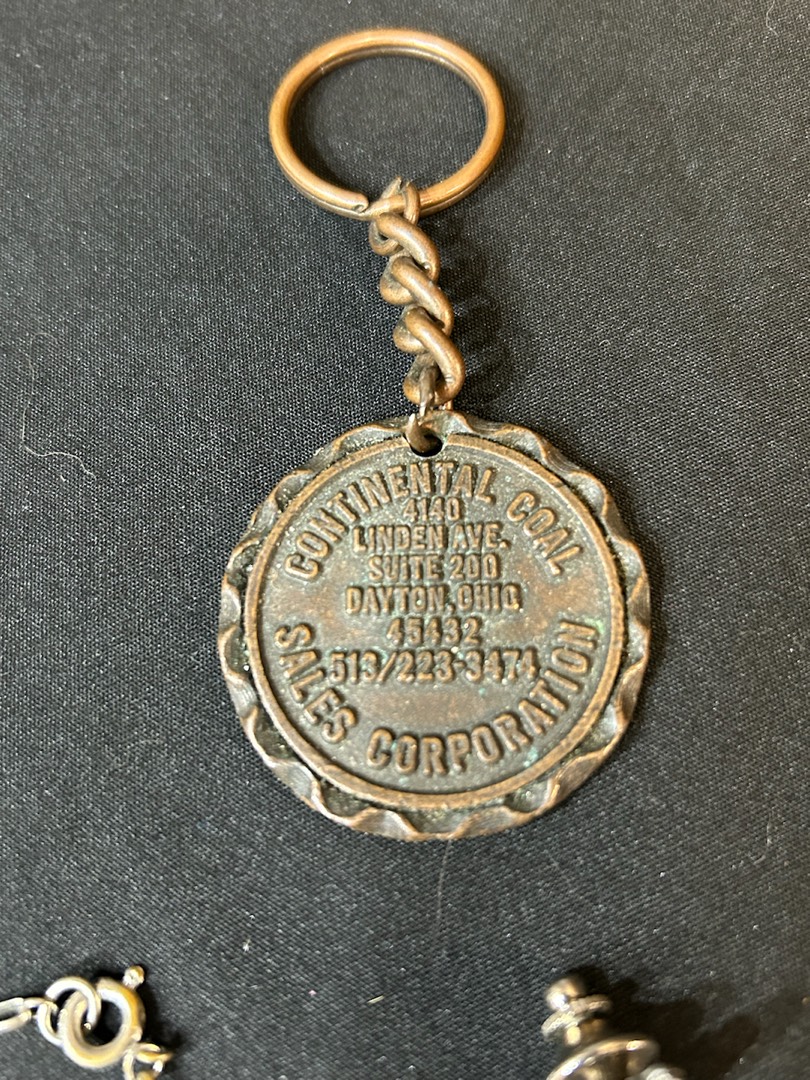 CONTINENTAL COAL
4140
LINDEN AVE.
SUITE 200
DAYTON, OHIO
45432
513/223-3474
SALES CORPORATION